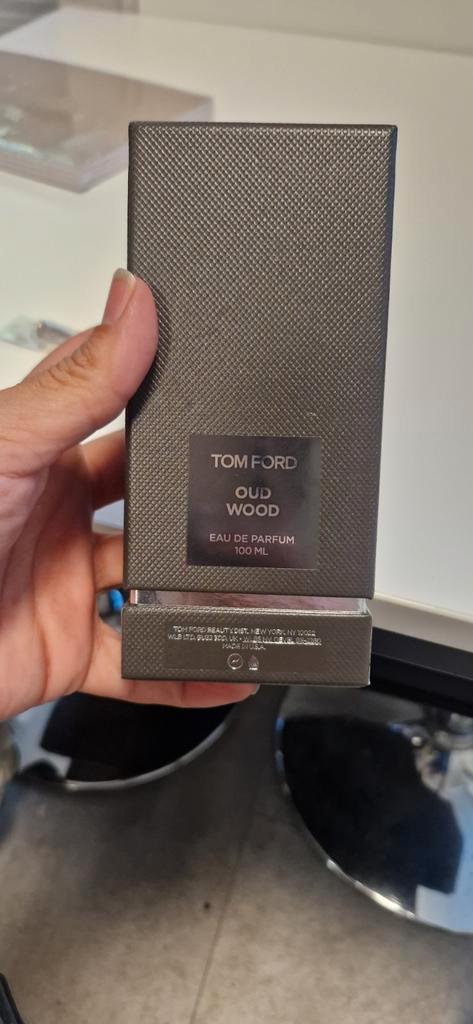 TOM FORD
OUD
WOOD
EAU DE PARFUM
100 ML
TOM FORD BEAUTY DIST. NEW YORK, NY 10022
MADE IN U.S.A.